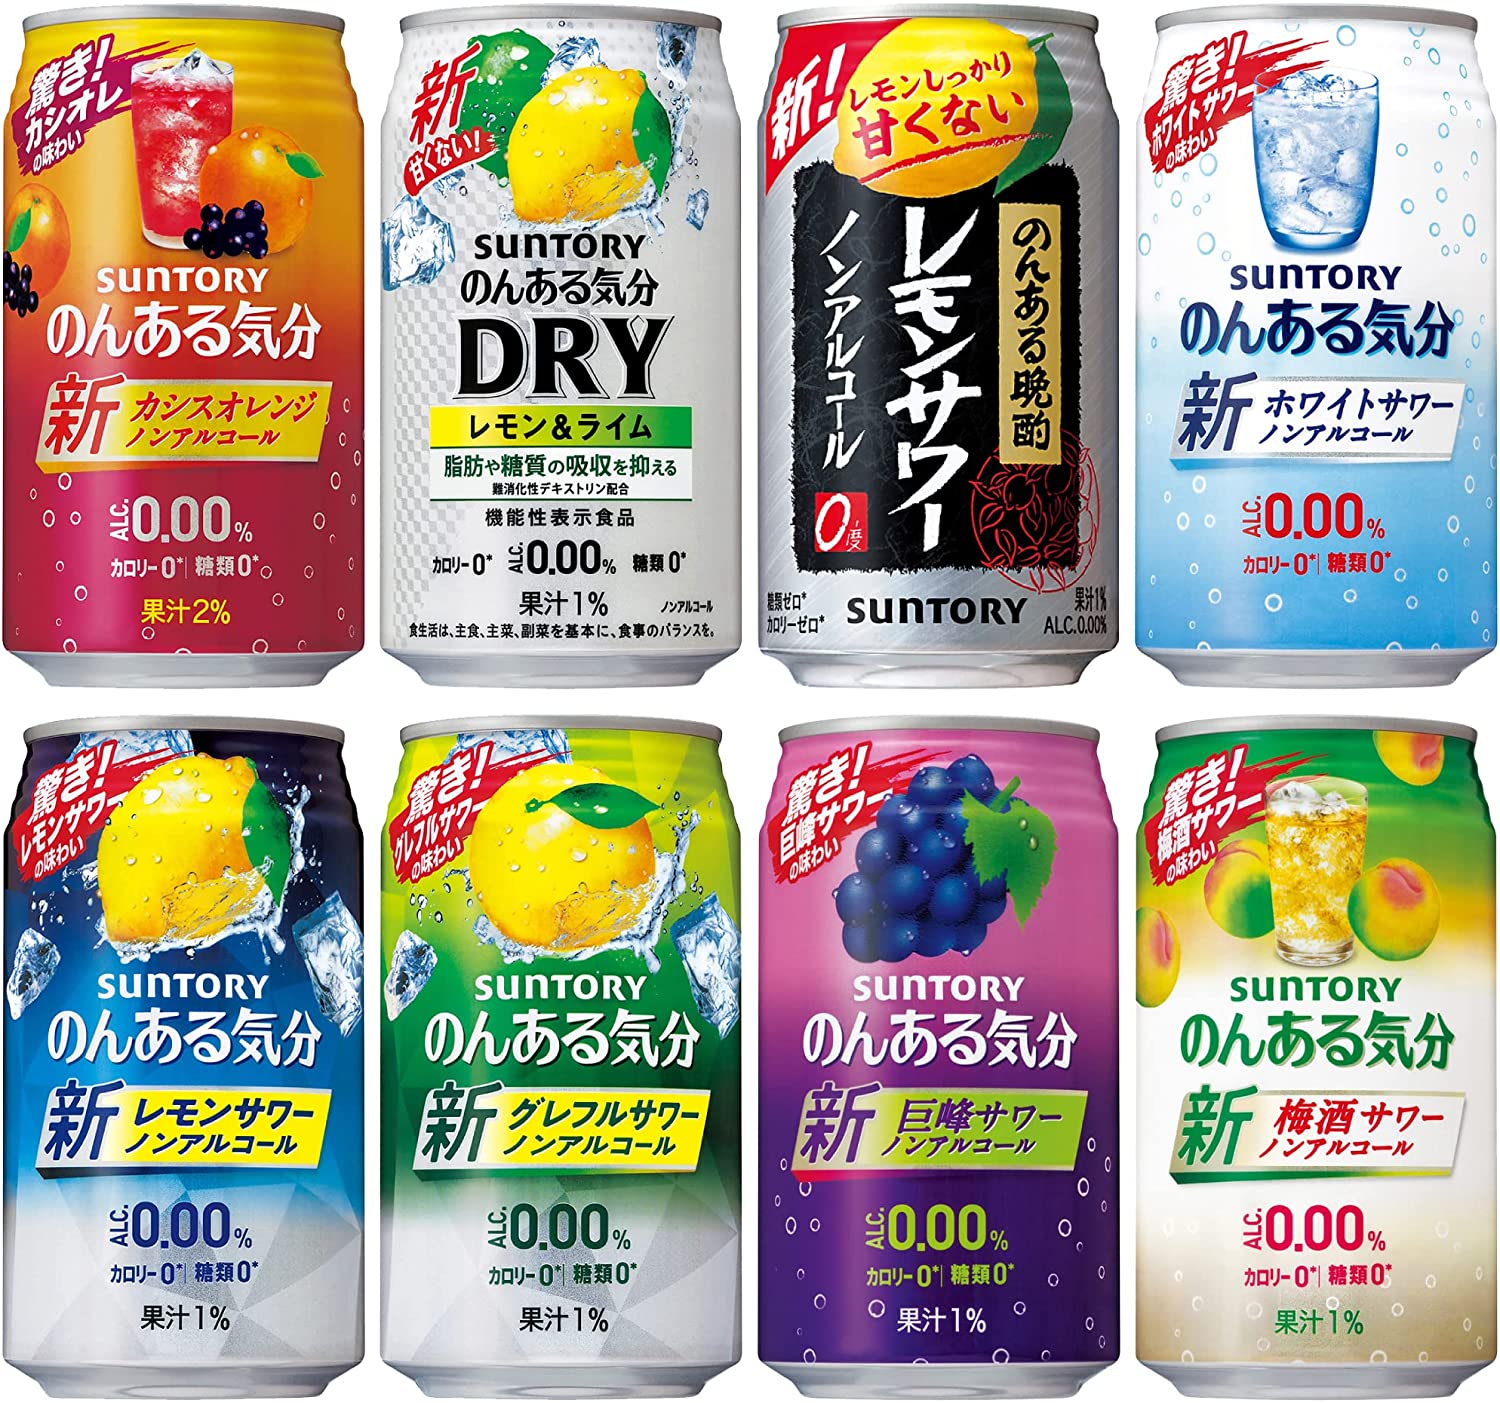 驚き!
カシオレ
の味わい
SUNTORY
のんある気分
新 カシスオレンジ
ノンアルコール
ALC.0.00%
カロリー0*|糖類0*
果汁2%
新
甘くない!
SUNTORY
のんある気分
DRY
レモン&ライム
脂肪や糖質の吸収を抑える
難消化性デキストリン配合
機能性表示食品
カロリー0* ALC.0.00% 糖類0*
果汁1% ノンアルコール
食生活は、主食、主菜、副菜を基本に、食事のバランスを。
新!
レモンしっかり
甘くない
のんある晩酌
レモンサワー
ノンアルコール
0度
糖類ゼロ*
カロリーゼロ*
SUNTORY
果汁1%
ALC.0.00%
驚き!
ホワイトサワー
の味わい
SUNTORY
のんある気分
新 ホワイトサワー
ノンアルコール
ALC.0.00%
カロリー0*|糖類0*
驚き!
レモンサワー
の味わい
SUNTORY
のんある気分
新 レモンサワー
ノンアルコール
ALC.0.00%
カロリー0*|糖類0*
果汁1%
驚き!
グレフルサワー
の味わい
SUNTORY
のんある気分
新 グレフルサワー
ノンアルコール
ALC.0.00%
カロリー0*|糖類0*
果汁1%
驚き!
巨峰サワー
の味わい
SUNTORY
のんある気分
新 巨峰サワー
ノンアルコール
ALC.0.00%
カロリー0*|糖類0*
果汁1%
驚き!
梅酒サワー
の味わい
SUNTORY
のんある気分
新 梅酒サワー
ノンアルコール
ALC.0.00%
カロリー0*|糖類0*
果汁1%